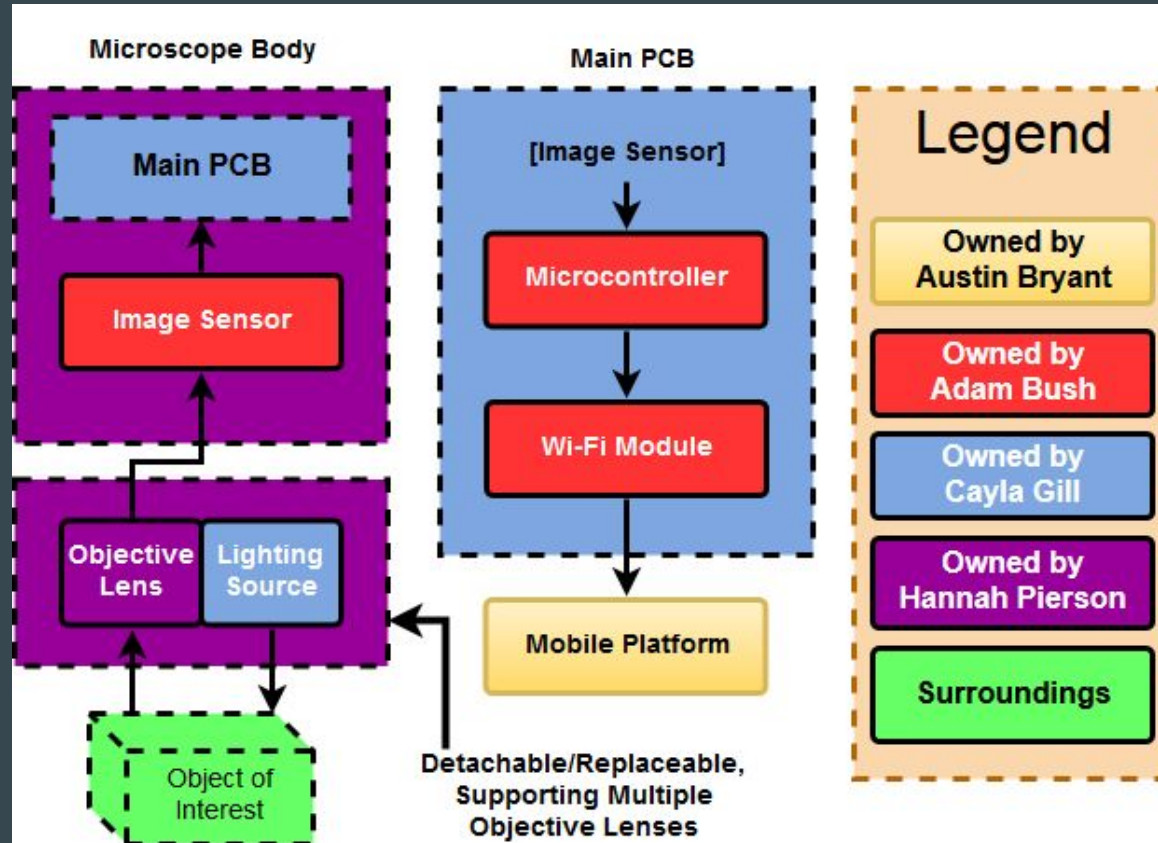 Microscope Body
Main PCB
Image Sensor
Objective
Lens
Lighting
Source
Object of
Interest
Main PCB
[Image Sensor]
Microcontroller
Wi-Fi Module
Mobile Platform
Detachable/Replaceable,
Supporting Multiple
Objective Lenses
Legend
Owned by
Austin Bryant
Owned by
Adam Bush
Owned by
Cayla Gill
Owned by
Hannah Pierson
Surroundings